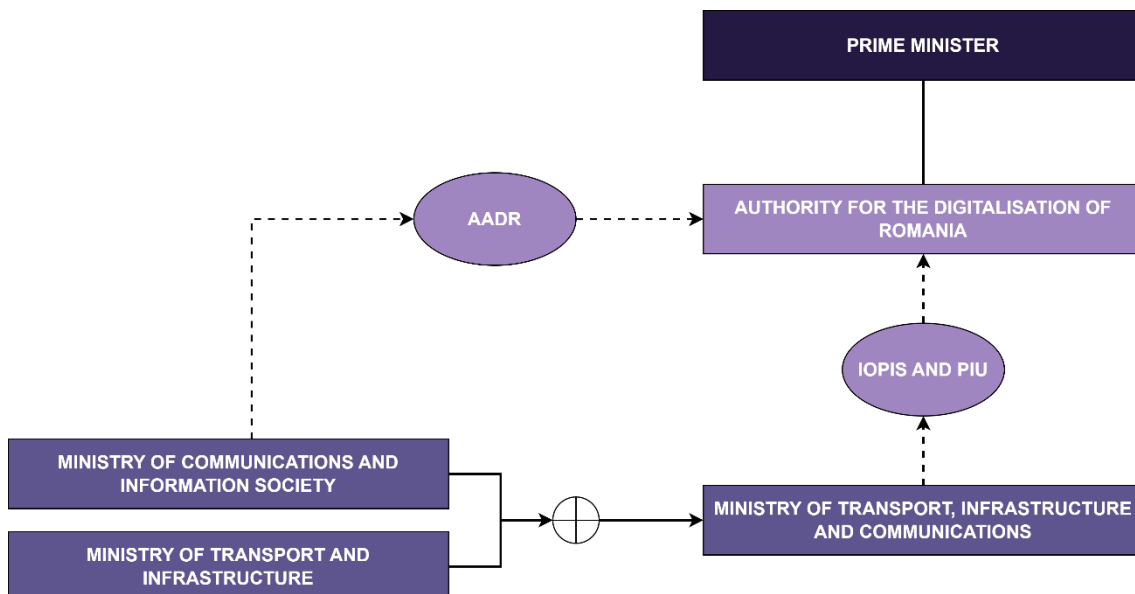 PRIME MINISTER
AADR
AUTHORITY FOR THE DIGITALISATION OF
ROMANIA
IOPIS AND PIU
MINISTRY OF COMMUNICATIONS AND
INFORMATION SOCIETY
MINISTRY OF TRANSPORT, INFRASTRUCTURE
AND COMMUNICATIONS
MINISTRY OF TRANSPORT AND
INFRASTRUCTURE